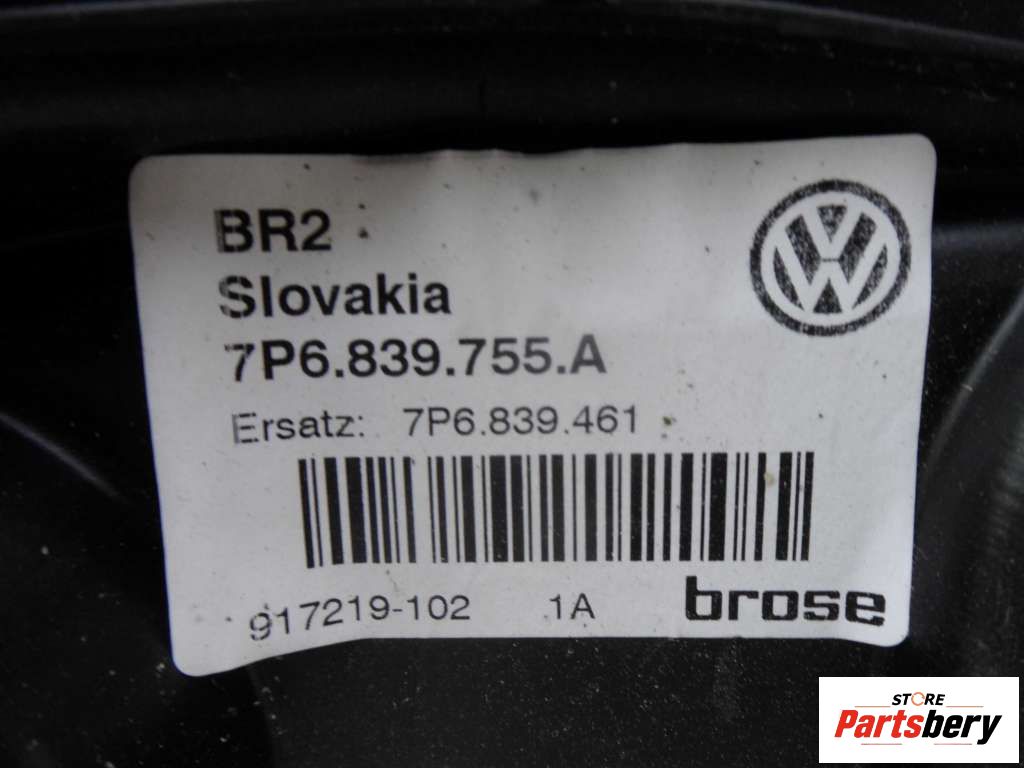 BR2
Slovakia
7P6.839.755.A
Ersatz: 7P6.839.461
917219-102 1A brose
STORE
Partsbery